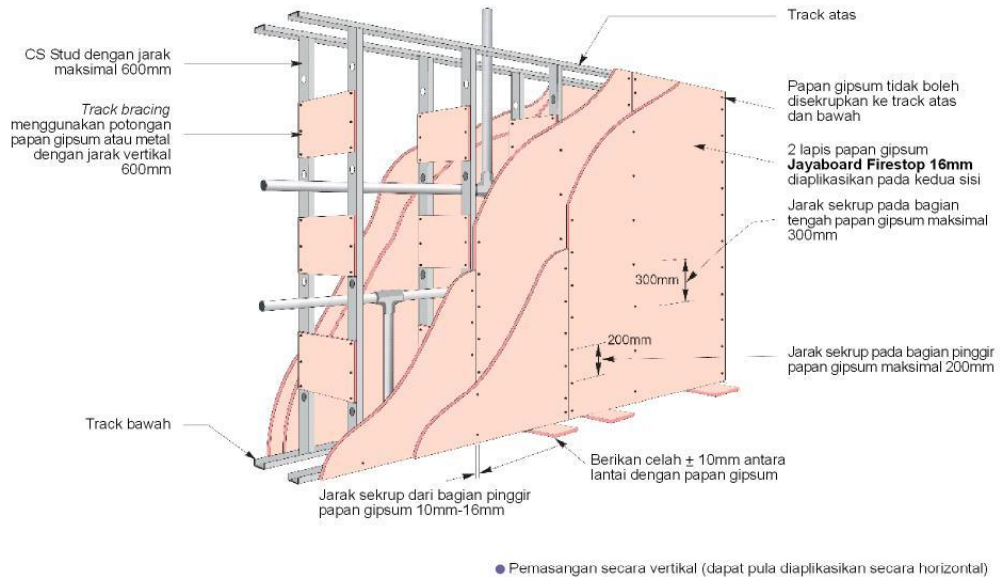 Track atas
CS Stud dengan jarak
maksimal 600mm
Track bracing
menggunakan potongan
papan gipsum atau metal
dengan jarak vertikal
600mm
Papan gipsum tidak boleh
disekrupkan ke track atas
dan bawah
2 lapis papan gipsum
Jayaboard Firestop 16mm
diaplikasikan pada kedua sisi
Jarak sekrup pada bagian
tengah papan gipsum maksimal
300mm
300mm
200mm
Jarak sekrup pada bagian pinggir
papan gipsum maksimal 200mm
Track bawah
Berikan celah ± 10mm antara
lantai dengan papan gipsum
Jarak sekrup dari bagian pinggir
papan gipsum 10mm-16mm
● Pemasangan secara vertikal (dapat pula diaplikasikan secara horizontal)